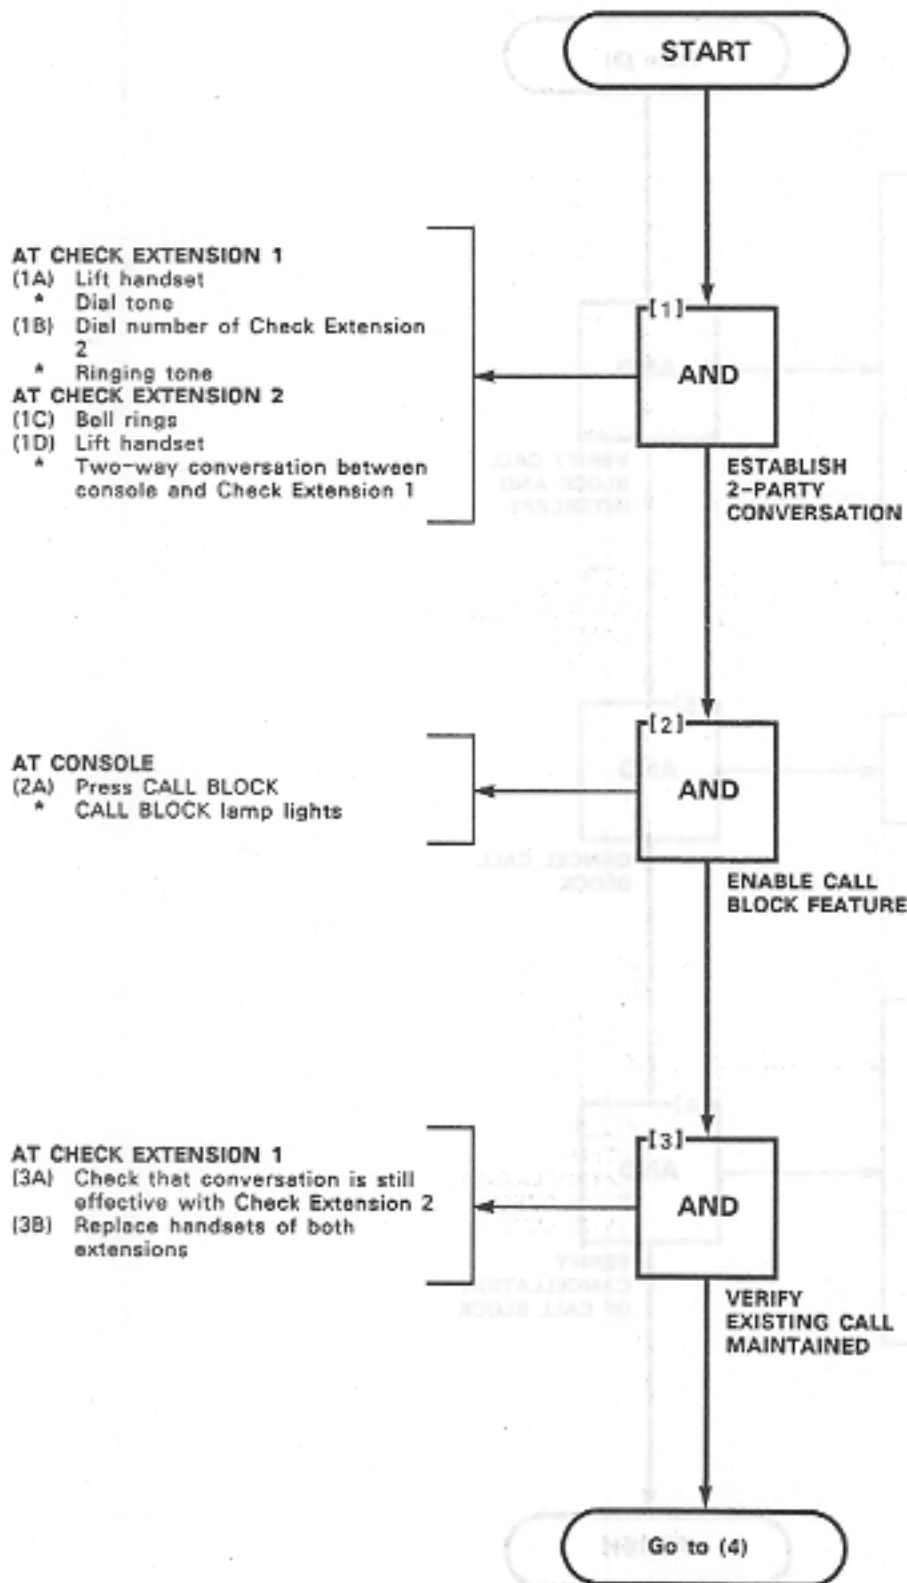 START
AT CHECK EXTENSION 1
(1A) Lift handset
* Dial tone
(1B) Dial number of Check Extension
2
* Ringing tone
AT CHECK EXTENSION 2
(1C) Bell rings
(1D) Lift handset
* Two-way conversation between
console and Check Extension 1
[1]
AND
ESTABLISH
2-PARTY
CONVERSATION
AT CONSOLE
(2A) Press CALL BLOCK
* CALL BLOCK lamp lights
[2]
AND
ENABLE CALL
BLOCK FEATURE
AT CHECK EXTENSION 1
(3A) Check that conversation is still
effective with Check Extension 2
(3B) Replace handsets of both
extensions
[3]
AND
VERIFY
EXISTING CALL
MAINTAINED
Go to (4)